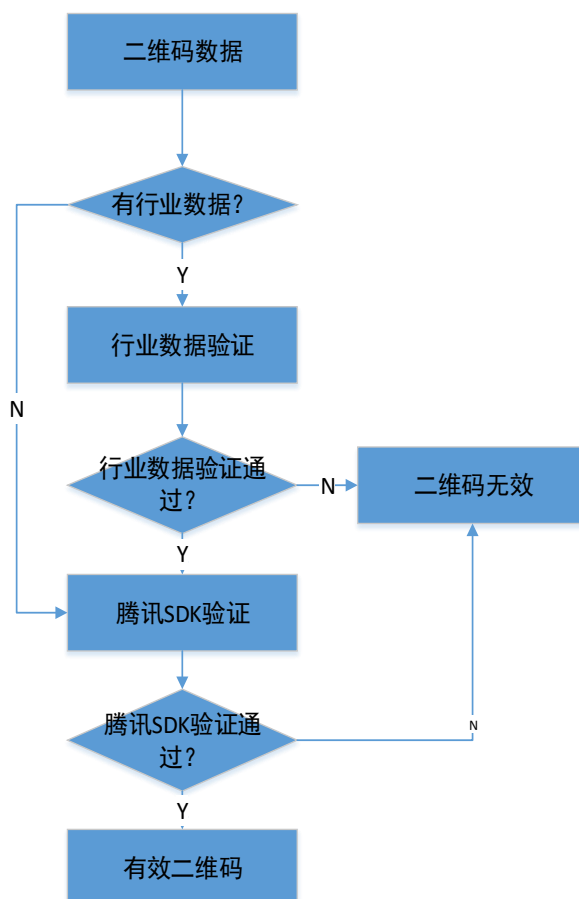 二维码数据
有行业数据?
Y
行业数据验证
N
行业数据验证通
过?
N
二维码无效
Y
腾讯SDK验证
腾讯SDK验证通
过?
N
Y
有效二维码